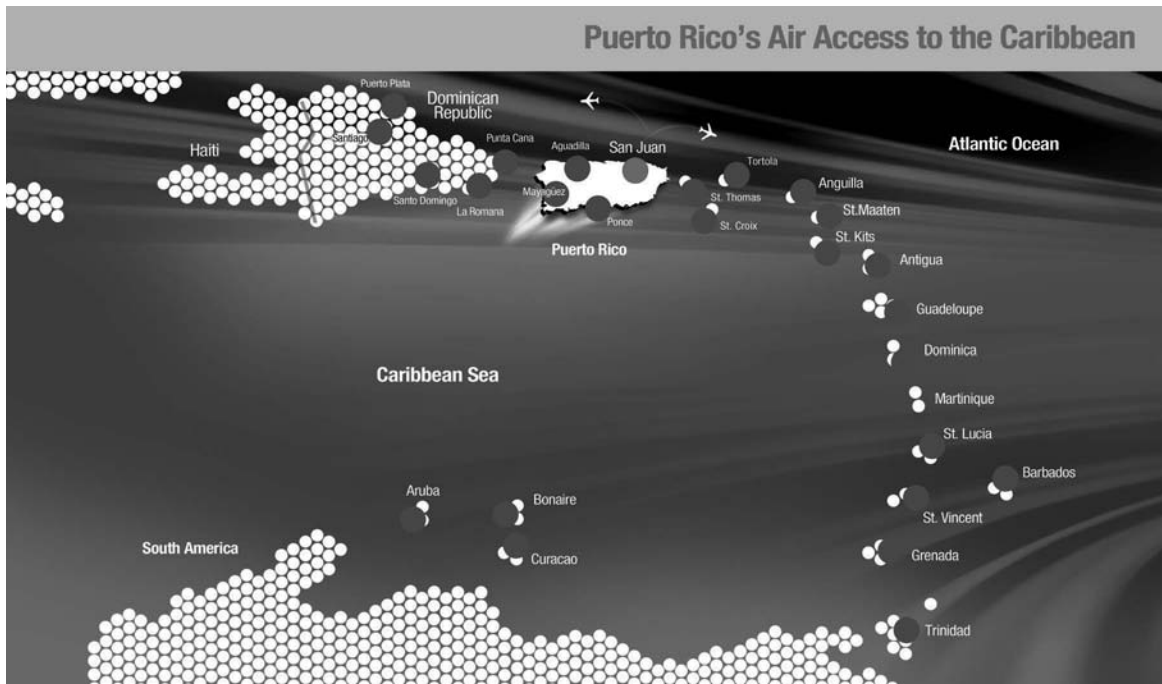 Puerto Rico's Air Access to the Caribbean
Puerto Plata
Dominican
Republic
Santiago
Haiti
Punta Cana
Aguadilla
San Juan
Atlantic Ocean
Tortola
Santo Domingo
La Romana
Mayagüez
Ponce
St. Thomas
St. Croix
Anguilla
St.Maaten
St. Kits
Puerto Rico
Antigua
Guadeloupe
Dominica
Caribbean Sea
Martinique
St. Lucia
Barbados
Aruba
Bonaire
St. Vincent
South America
Curacao
Grenada
Trinidad